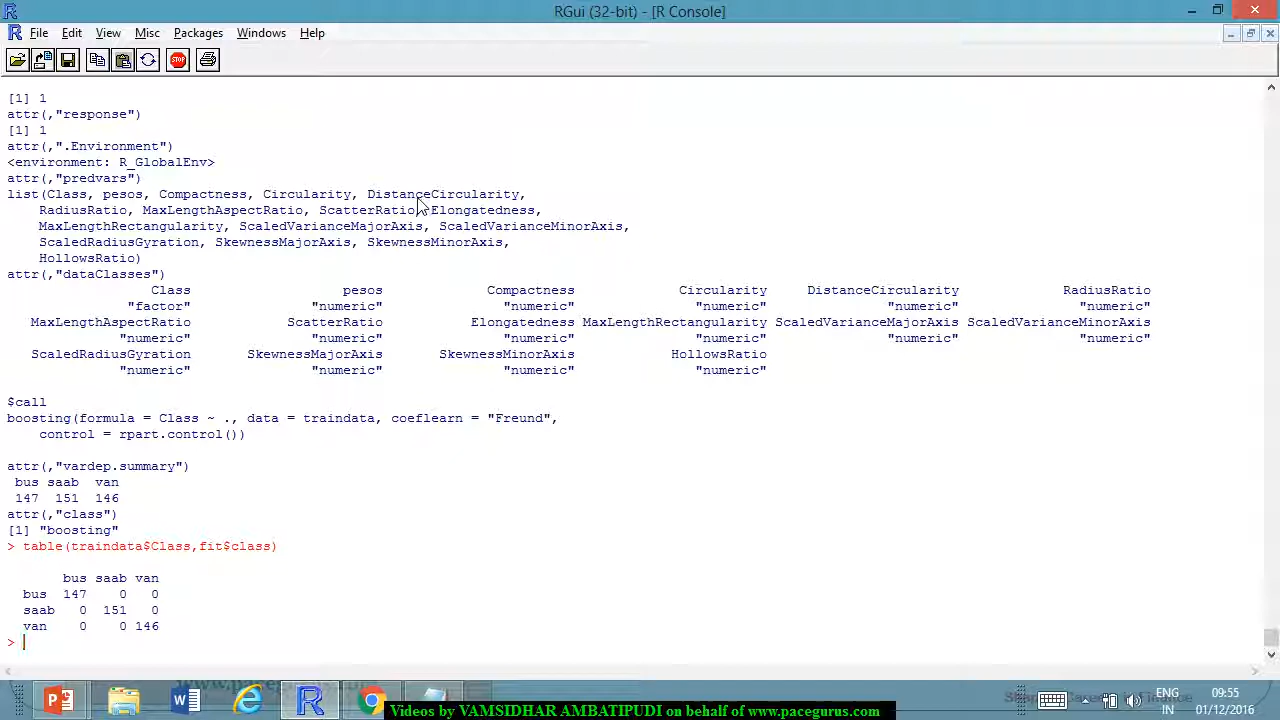 RGui (32-bit) - [R Console]
File Edit View Misc Packages Windows Help
STOP
[1] 1
attr(,"response")
[1] 1
attr(,".Environment")
<environment: R_GlobalEnv>
attr(,"predvars")
list(Class, pesos, Compactness, Circularity, DistanceCircularity,
RadiusRatio, MaxLengthAspectRatio, ScatterRatio, Elongatedness,
MaxLengthRectangularity, ScaledVarianceMajorAxis, ScaledVarianceMinorAxis,
ScaledRadiusGyration, SkewnessMajorAxis, SkewnessMinorAxis,
HollowsRatio)
attr(,"dataClasses")
Class pesos Compactness Circularity DistanceCircularity RadiusRatio
"factor" "numeric" "numeric" "numeric" "numeric" "numeric"
MaxLengthAspectRatio ScatterRatio Elongatedness MaxLengthRectangularity ScaledVarianceMajorAxis ScaledVarianceMinorAxis
"numeric" "numeric" "numeric" "numeric" "numeric" "numeric"
ScaledRadiusGyration SkewnessMajorAxis SkewnessMinorAxis HollowsRatio
"numeric" "numeric" "numeric" "numeric"
$call
boosting(formula = Class ~ ., data = traindata, coeflearn = "Freund",
control = rpart.control())
attr(,"vardep.summary")
bus saab van
147 151 146
attr(,"class")
[1] "boosting"
> table(traindata$Class,fit$class)
bus saab van
bus 147 0 0
saab 0 151 0
van 0 0 146
>
ENG 09:55
IN 01/12/2016
Videos by VAMSIDHAR AMBATIPUDI on behalf of www.pacegurus.com